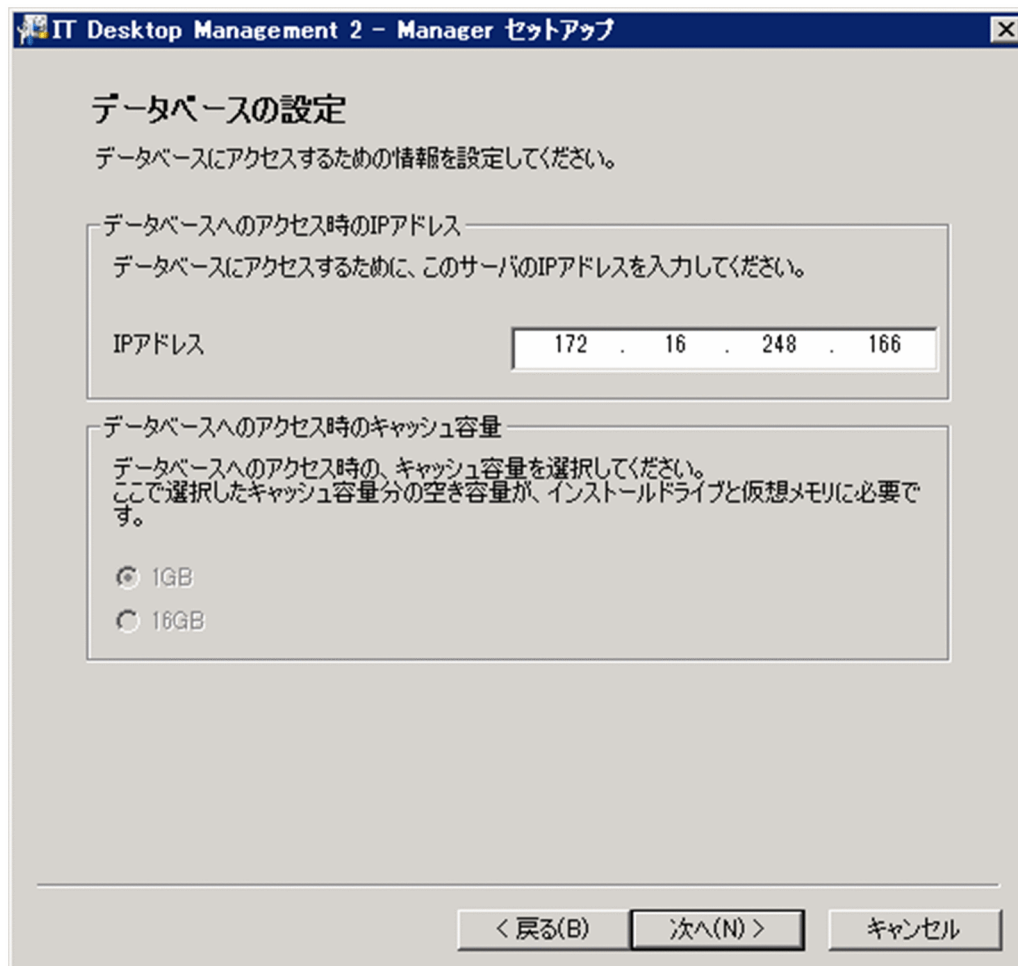 IT Desktop Management 2 - Manager セットアップ
データベースの設定
データベースにアクセスするための情報を設定してください。
データベースへのアクセス時のIPアドレス
データベースにアクセスするために、このサーバのIPアドレスを入力してください。
IPアドレス 172 . 16 . 248 . 166
データベースへのアクセス時のキャッシュ容量
データベースへのアクセス時の、キャッシュ容量を選択してください。
ここで選択したキャッシュ容量分の空き容量が、インストールドライブと仮想メモリに必要で
す。
1GB
16GB
< 戻る(B) 次へ(N) > キャンセル